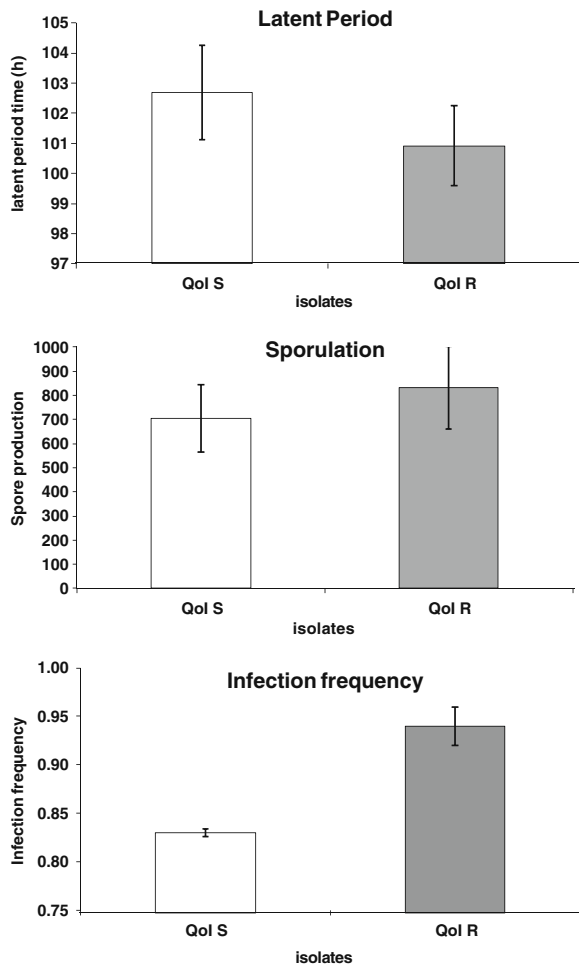 Latent Period
latent period time (h)
105
104
103
102
101
100
99
98
97
QoI S
QoI R
isolates
Sporulation
Spore production
1000
900
800
700
600
500
400
300
200
100
0
QoI S
QoI R
isolates
Infection frequency
Infection frequency
1.00
0.95
0.90
0.85
0.80
0.75
QoI S
QoI R
isolates